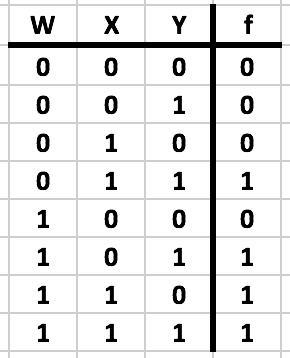 W X Y f
0 0 0 0
0 0 1 0
0 1 0 0
0 1 1 1
1 0 0 0
1 0 1 1
1 1 0 1
1 1 1 1